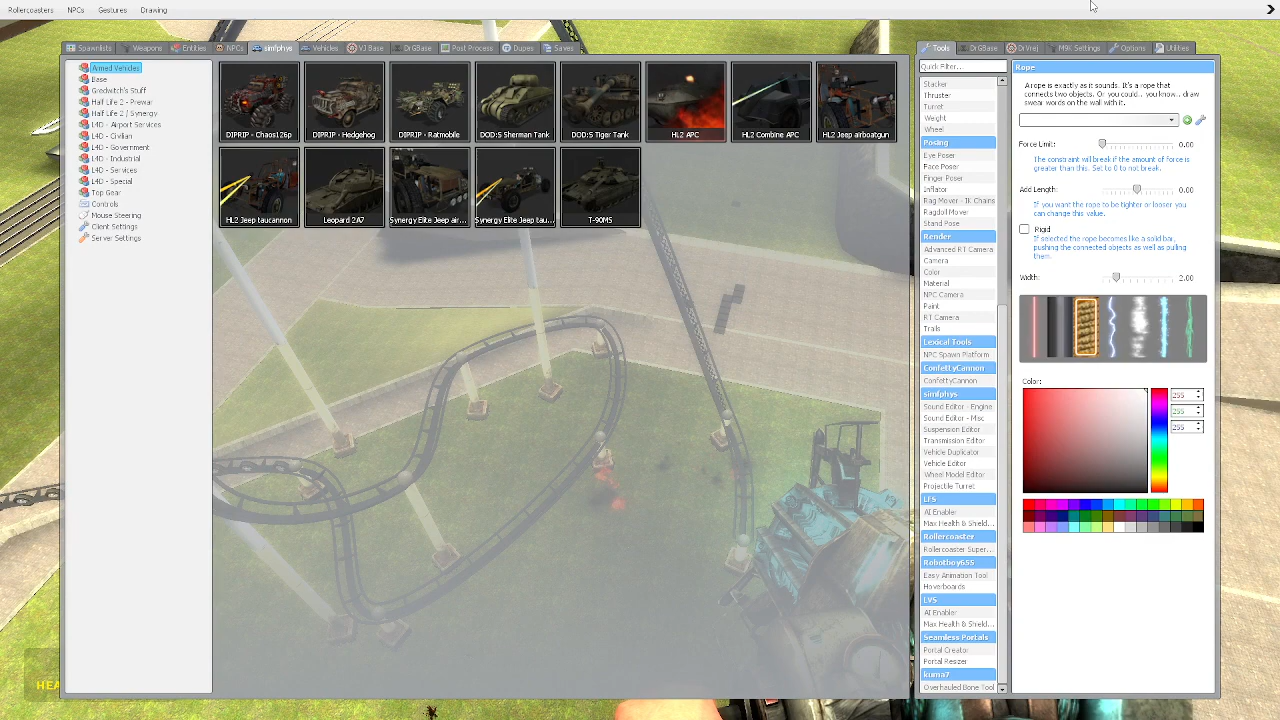 Rollercoasters NPCs Gestures Drawing
Spawnlists Weapons Entities NPCs simfphys Vehicles VJ Base DrGBase Post Process Dupes Saves
Tools DrGBase DrVrej M9K Settings Options Utilities
Armed Vehicles
Base
Gredwitch's Stuff
Half Life 2 - Prewar
Half Life 2 / Synergy
L4D - Airport Services
L4D - Civilian
L4D - Government
L4D - Industrial
L4D - Services
L4D - Special
Top Gear
Controls
Mouse Steering
Client Settings
Server Settings
DIPRIP - Chaos126p
DIPRIP - Hedgehog
DIPRIP - Ratmobile
DOD:S Sherman Tank
DOD:S Tiger Tank
HL2 APC
HL2 Combine APC
HL2 Jeep airboatgun
HL2 Jeep taucannon
Leopard 2A7
Synergy Elite Jeep air...
Synergy Elite Jeep tau...
T-90MS
Quick Filter...
Stacker
Thruster
Turret
Weight
Wheel
Posing
Eye Poser
Face Poser
Finger Poser
Inflator
Rag Mover - IK Chains
Ragdoll Mover
Stand Pose
Render
Advanced RT Camera
Camera
Color
Material
NPC Camera
Paint
RT Camera
Trails
Lexical Tools
NPC Spawn Platform
ConfettyCannon
ConfettyCannon
simfphys
Sound Editor - Engine
Sound Editor - Misc
Suspension Editor
Transmission Editor
Vehicle Duplicator
Vehicle Editor
Wheel Model Editor
Projectile Turret
LFS
AI Enabler
Max Health & Shield...
Rollercoaster
Rollercoaster Super...
Robotboy655
Easy Animation Tool
Hoverboards
LVS
AI Enabler
Max Health & Shield...
Seamless Portals
Portal Creator
Portal Resizer
kuma7
Overhauled Bone Tool
Rope
A rope is exactly as it sounds. It's a rope that
connects two objects. Or you could.. you know.. draw
swear words on the wall with it.
Force Limit: 0.00
The constraint will break if the amount of force is
greater than this. Set to 0 to not break.
Add Length: 0.00
If you want the rope to be tighter or looser you
can change this value.
Rigid
If selected the rope becomes like a solid bar,
pushing the connected objects as well as pulling
them.
Width: 2.00
Color:
255
255
255
HEA